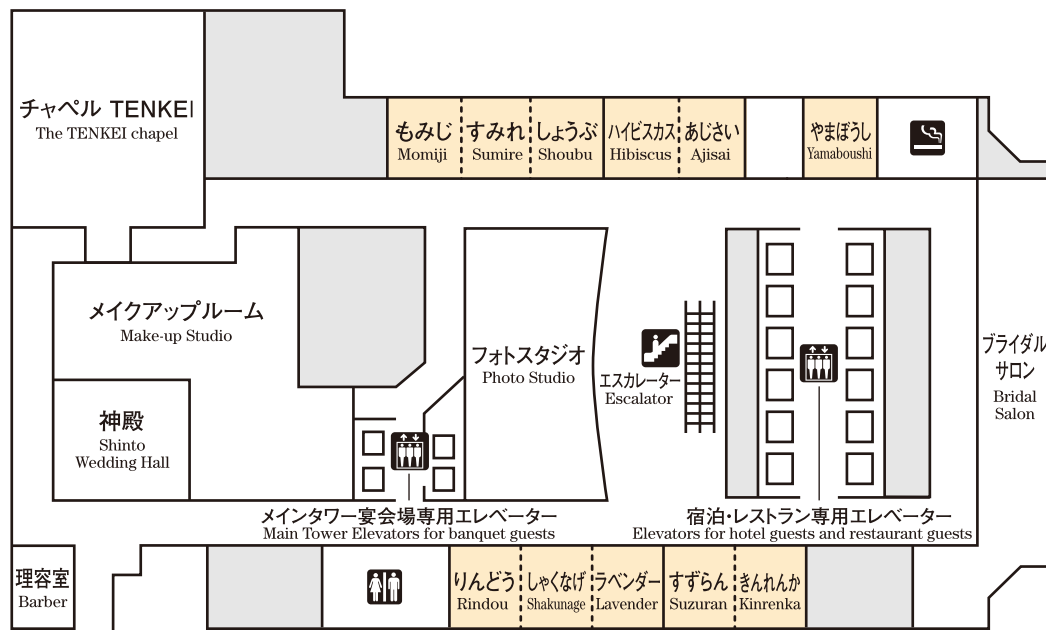 チャペル TENKEI
The TENKEI chapel
もみじ
Momiji
すみれ
Sumire
しょうぶ
Shoubu
ハイビスカス
Hibiscus
あじさい
Ajisai
やまぼうし
Yamaboushi
メイクアップルーム
Make-up Studio
神殿
Shinto
Wedding Hall
フォトスタジオ
Photo Studio
エスカレーター
Escalator
ブライダル
サロン
Bridal
Salon
メインタワー宴会場専用エレベーター
Main Tower Elevators for banquet guests
宿泊・レストラン専用エレベーター
Elevators for hotel guests and restaurant guests
理容室
Barber
りんどう
Rindou
しゃくなげ
Shakunage
ラベンダー
Lavender
すずらん
Suzuran
きんれんか
Kinrenka